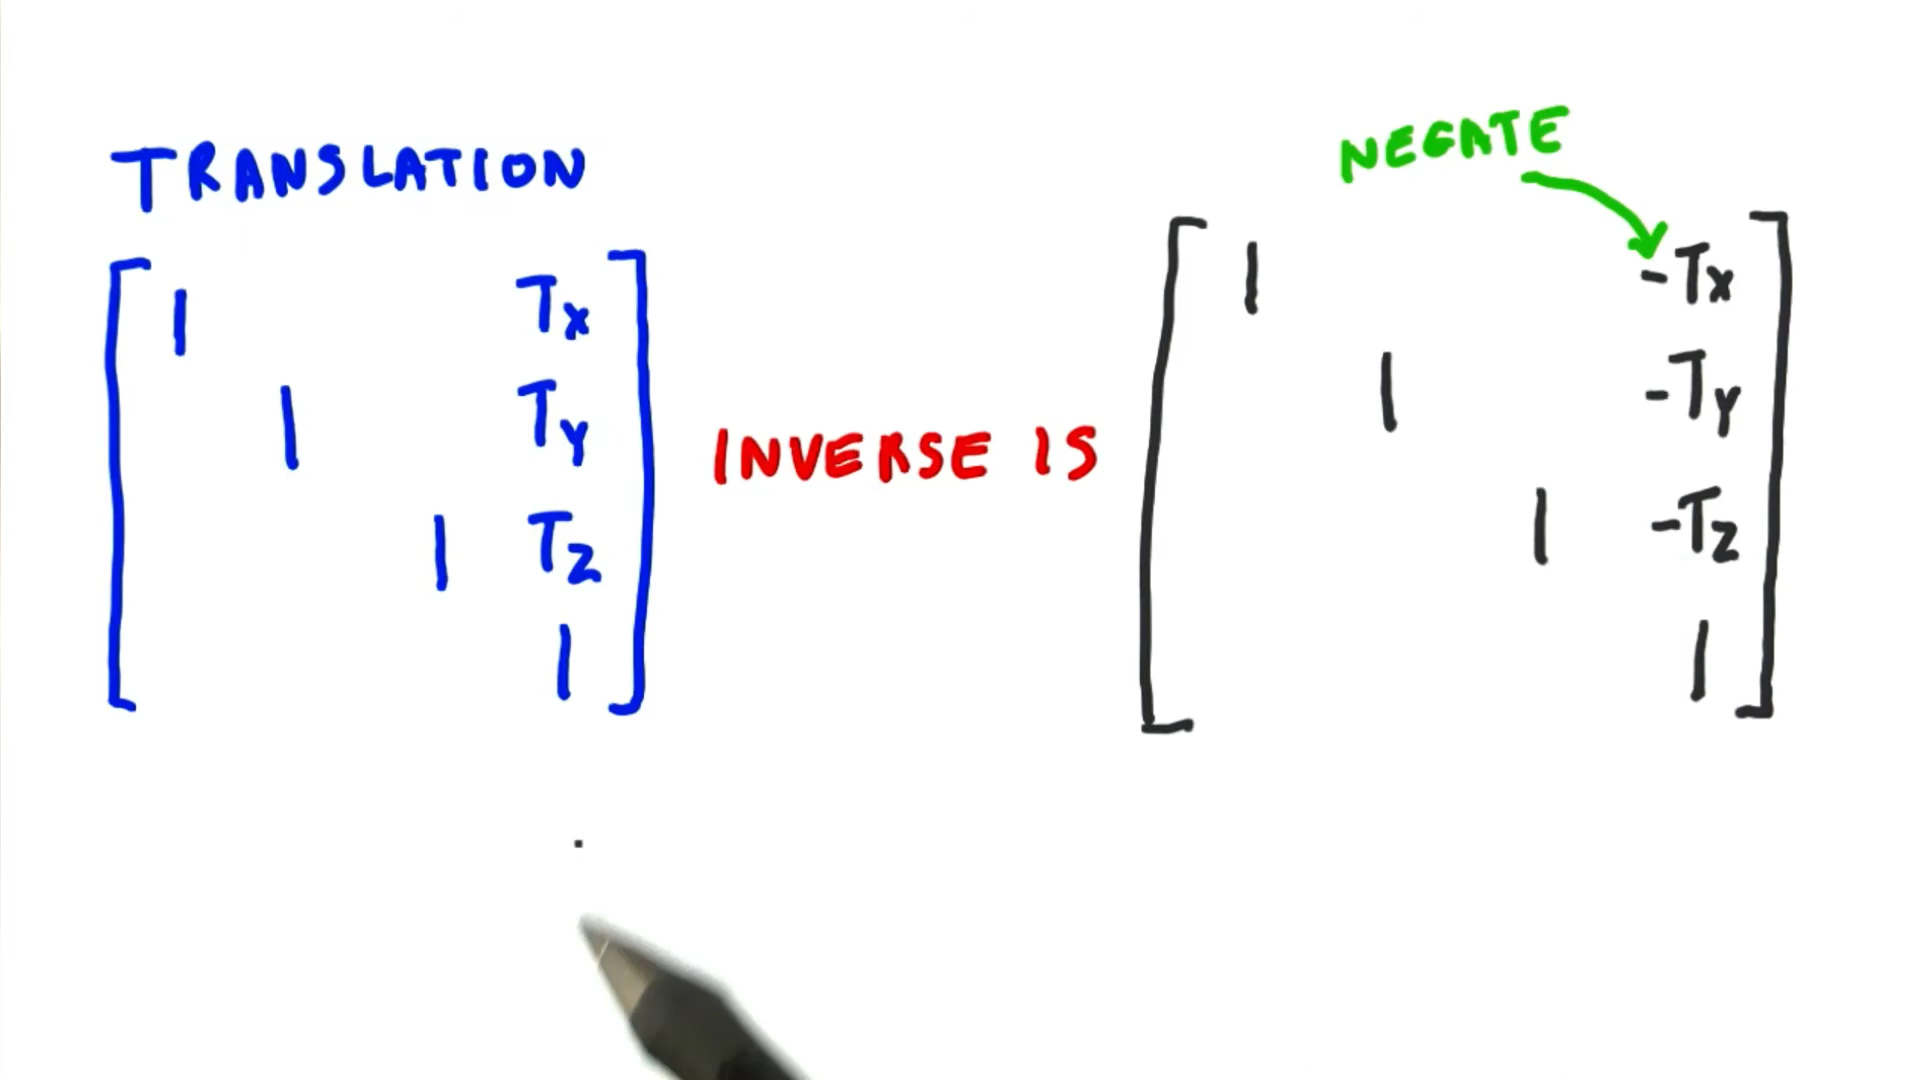 TRANSLATION
1 Tx
1 Ty
1 Tz
1
INVERSE IS
NEGATE
1 -Tx
1 -Ty
1 -Tz
1